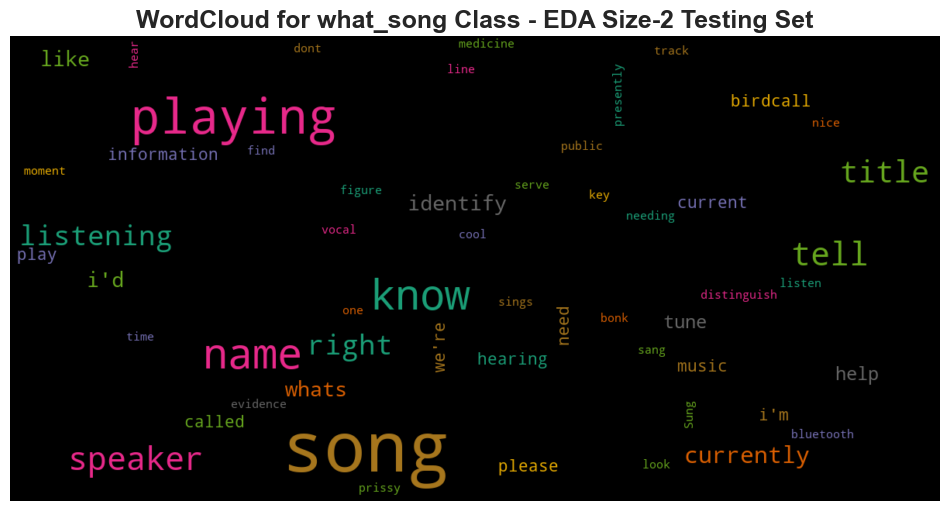 WordCloud for what_song Class - EDA Size-2 Testing Set
like
hear
dont
medicine
track
line
presently
playing
birdcall
nice
information
find
public
moment
title
figure
serve
key
identify
current
needing
listening
vocal
cool
play
tell
i'd
know
listen
distinguish
sings
one
need
bonk
tune
time
right
we're
name
hearing
sang
music
help
whats
evidence
called
Sung
i'm
bluetooth
song
speaker
please
look
currently
prissy